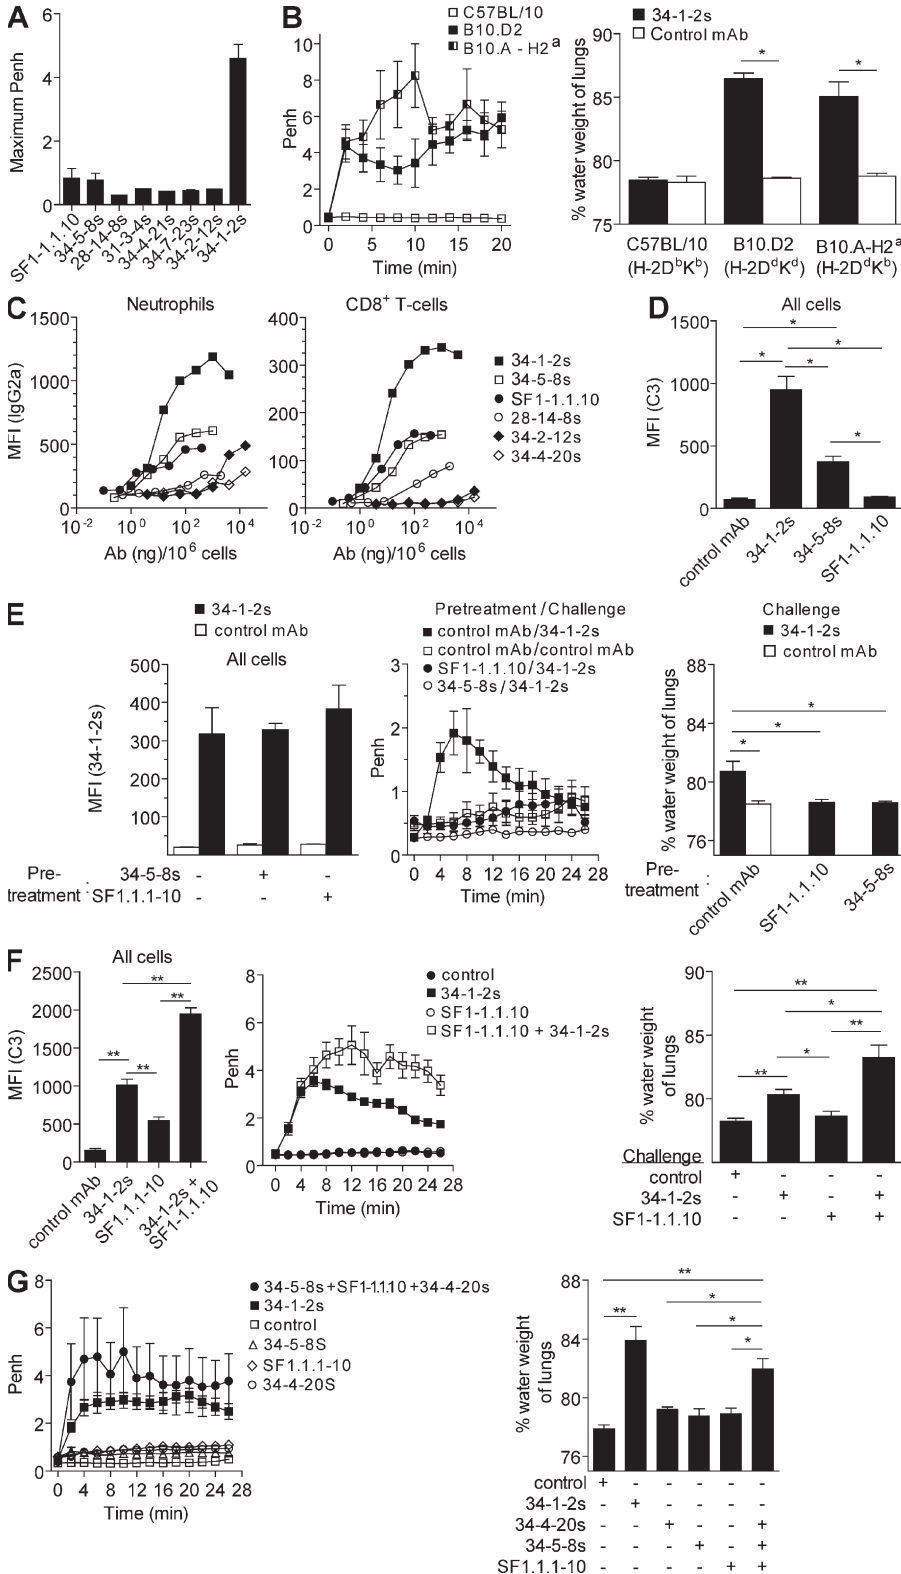 A
Maximum Penh
6
4
2
0
SF1-1.1.10
34-5-8s
28-14-8s
31-3-4s
34-4-21s
34-7-23s
34-2-12s
34-1-2s
B
C57BL/10
B10.D2
B10.A - H2a
Penh
10
8
6
4
2
0
0 5 10 15 20
Time (min)
34-1-2s
Control mAb
% water weight of lungs
90
85
80
75
* *
C57BL/10 B10.D2 B10.A-H2a
(H-2DbKb) (H-2DdKd) (H-2DdKb)
C
Neutrophils
MFI (IgG2a)
1500
1000
500
0
10-2 100 102 104
Ab (ng)/106 cells
CD8+ T-cells
400
300
200
100
0
10-2 100 102 104
Ab (ng)/106 cells
34-1-2s
34-5-8s
SF1-1.1.10
28-14-8s
34-2-12s
34-4-20s
D
All cells
MFI (C3)
1500
1000
500
0
*
*
* *
*
control mAb
34-1-2s
34-5-8s
SF1-1.1.10
E
34-1-2s
control mAb
All cells
MFI (34-1-2s)
500
400
300
200
100
Pre-treatment :
34-5-8s - + -
SF1.1.1-10 - - +
Pretreatment/Challenge
control mAb/34-1-2s
control mAb/control mAb
SF1-1.1.10/34-1-2s
34-5-8s/34-1-2s
Penh
3
2
1
0
0 4 8 12 16 20 24 28
Time (min)
Challenge
34-1-2s
control mAb
% water weight of lungs
88
84
80
76
*
*
*
Pre-treatment :
control mAb
SF1-1.1.10
34-5-8s
F
All cells
MFI (C3)
2500
2000
1500
1000
500
0
**
**
**
**
control mAb
34-1-2s
SF1.1.1-10
34-1-2s +
SF1-1.1.10
control
34-1-2s
SF1-1.1.10
SF1-1.1.10 + 34-1-2s
Penh
8
6
4
2
0
0 4 8 12 16 20 24 28
Time (min)
% water weight
of lungs
90
85
80
**
*
**
*
**
Challenge
control + - - -
34-1-2s - + - +
SF1-1.1.10 - - + +
G
34-5-8s+SF1-1.1.10+34-4-20s
34-1-2s
control
34-5-8S
SF1.1.1-10
34-4-20S
Penh
8
6
4
2
0
0 4 8 12 16 20 24 28
Time (min)
% water weight
of lungs
88
84
80
76
**
*
**
*
*
control + - - - - -
34-1-2s - + - - - -
34-4-20s - - + - - +
34-5-8s - - - + - +
SF1.1.1-10 - - - - + +